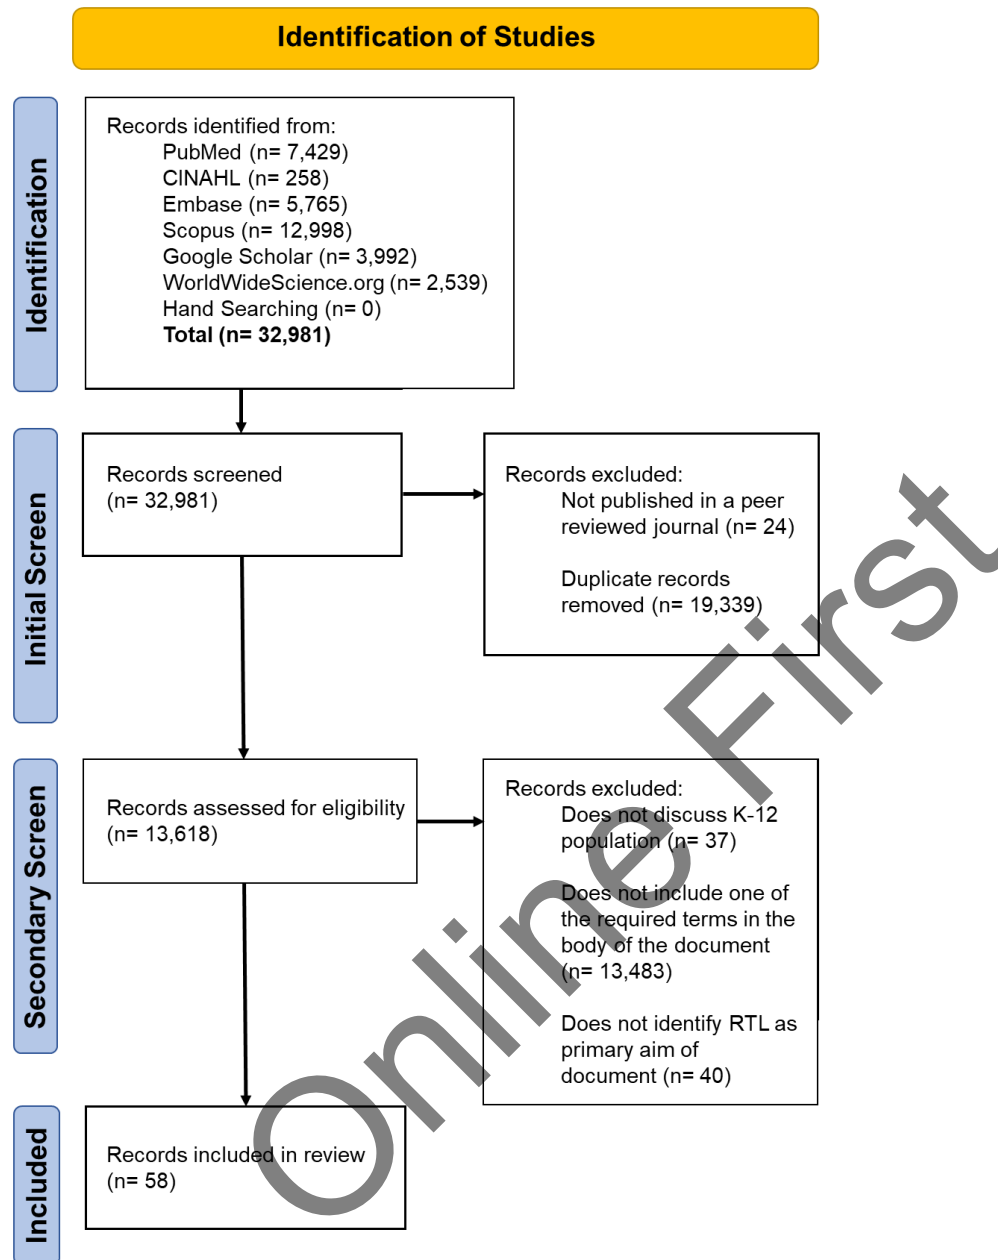 Identification of Studies
Identification
Records identified from:
PubMed (n= 7,429)
CINAHL (n= 258)
Embase (n= 5,765)
Scopus (n= 12,998)
Google Scholar (n= 3,992)
WorldWideScience.org (n= 2,539)
Hand Searching (n= 0)
Total (n= 32,981)
Initial Screen
Records screened
(n= 32,981)
Records excluded:
Not published in a peer
reviewed journal (n= 24)
Duplicate records
removed (n= 19,339)
Secondary Screen
Records assessed for eligibility
(n= 13,618)
Records excluded:
Does not discuss K-12
population (n= 37)
Does not include one of
the required terms in the
body of the document
(n= 13,483)
Does not identify RTL as
primary aim of
document (n= 40)
Included
Records included in review
(n= 58)
Online First